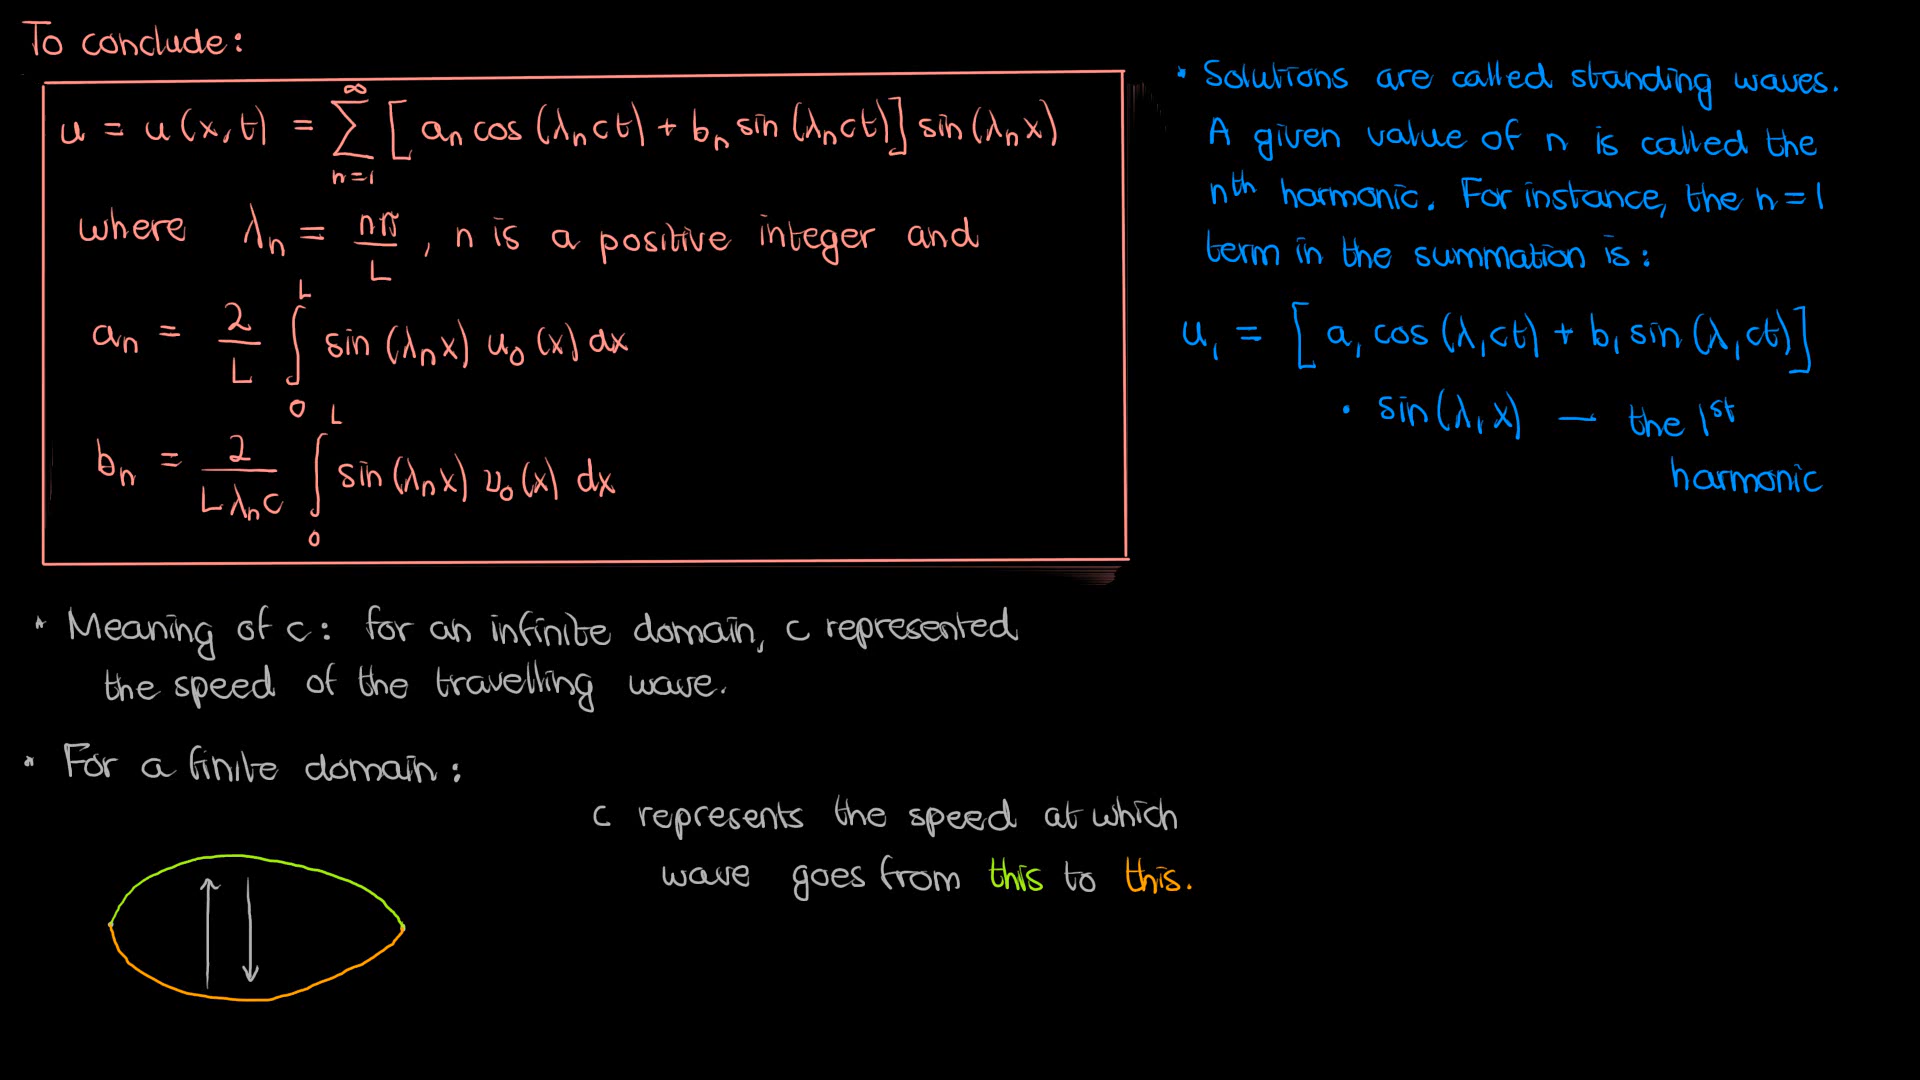 To conclude:
u = u(x,t) = ∞∑n=1 [aₙ cos(λₙct) + bₙ sin(λₙct)] sin(λₙx)
where λₙ = nπ/L, n is a positive integer and
aₙ = 2/L ∫₀ᴸ sin(λₙx) u₀(x) dx
bₙ = 2/(Lλₙc) ∫₀ᴸ sin(λₙx) v₀(x) dx
* Solutions are called standing waves.
A given value of n is called the
nᵗʰ harmonic. For instance, the n=1
term in the summation is:
u₁ = [a₁ cos(λ₁ct) + b₁ sin(λ₁ct)]
· sin(λ₁x) — the 1ˢᵗ
harmonic
* Meaning of c: for an infinite domain, c represented
the speed of the travelling wave.
* For a finite domain:
c represents the speed at which
wave goes from this to this.